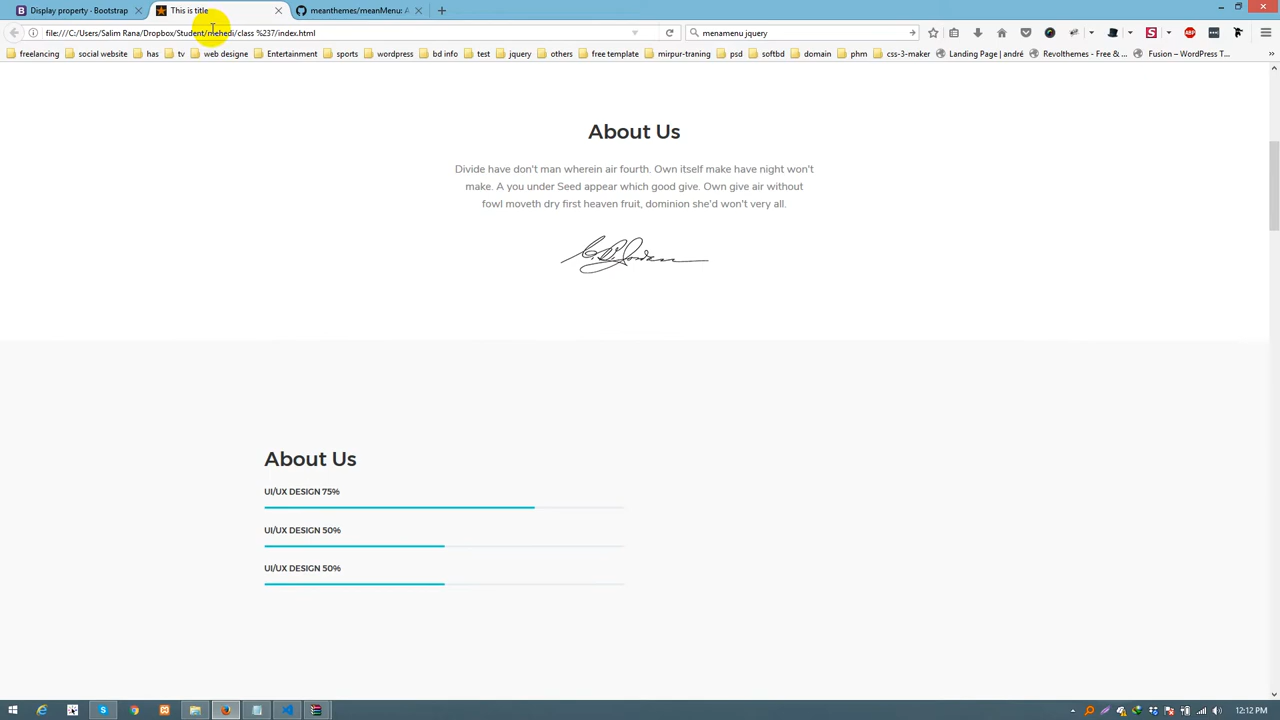 Display property · Bootstrap
This is title
meanthemes/meanMenu: A
file:///C:/Users/Salim Rana/Dropbox/Student/mehedi/class %237/index.html
menamenu jquery
freelancing
social website
has
tv
web designe
Entertainment
sports
wordpress
bd info
test
jquery
others
free template
mirpur-traning
psd
softbd
domain
phm
css-3-maker
Landing Page | andré
Revolthemes - Free & ...
Fusion – WordPress T...
About Us
Divide have don't man wherein air fourth. Own itself make have night won't
make. A you under Seed appear which good give. Own give air without
fowl moveth dry first heaven fruit, dominion she'd won't very all.
About Us
UI/UX DESIGN 75%
UI/UX DESIGN 50%
UI/UX DESIGN 50%
12:12 PM